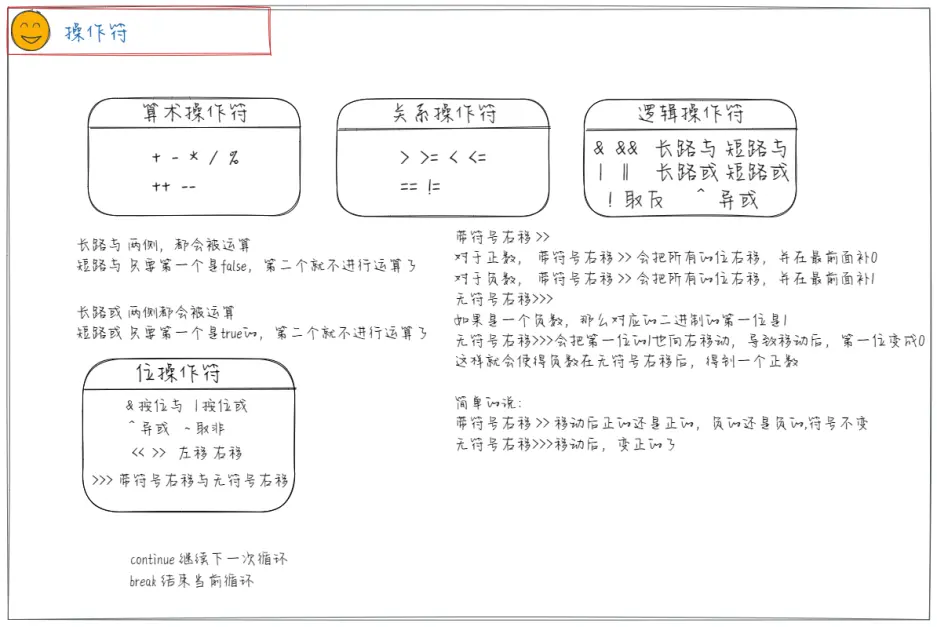 操作符
算术操作符
+ - * / %
++ --
关系操作符
> >= < <=
== !=
逻辑操作符
& && 长路与 短路与
| || 长路或 短路或
! 取反 ^ 异或
长路与 两侧，都会被运算
短路与 只要第一个是false，第二个就不进行运算了
长路或 两侧都会被运算
短路或 只要第一个是true的，第二个就不进行运算了
位操作符
& 按位与 | 按位或
^ 异或 ~ 取非
<< >> 左移 右移
>>> 带符号右移与无符号右移
带符号右移 >>
对于正数， 带符号右移 >> 会把所有的位右移，并在最前面补0
对于负数， 带符号右移 >> 会把所有的位右移，并在最前面补1
无符号右移>>>
如果是一个负数，那么对应的二进制的第一位是1
无符号右移>>>会把第一位的1也向右移动，导致移动后，第一位变成0
这样就会使得负数在无符号右移后，得到一个正数
简单的说：
带符号右移 >> 移动后正的还是正的，负的还是负的,符号不变
无符号右移>>>移动后，变正的了
continue 继续下一次循环
break 结束当前循环